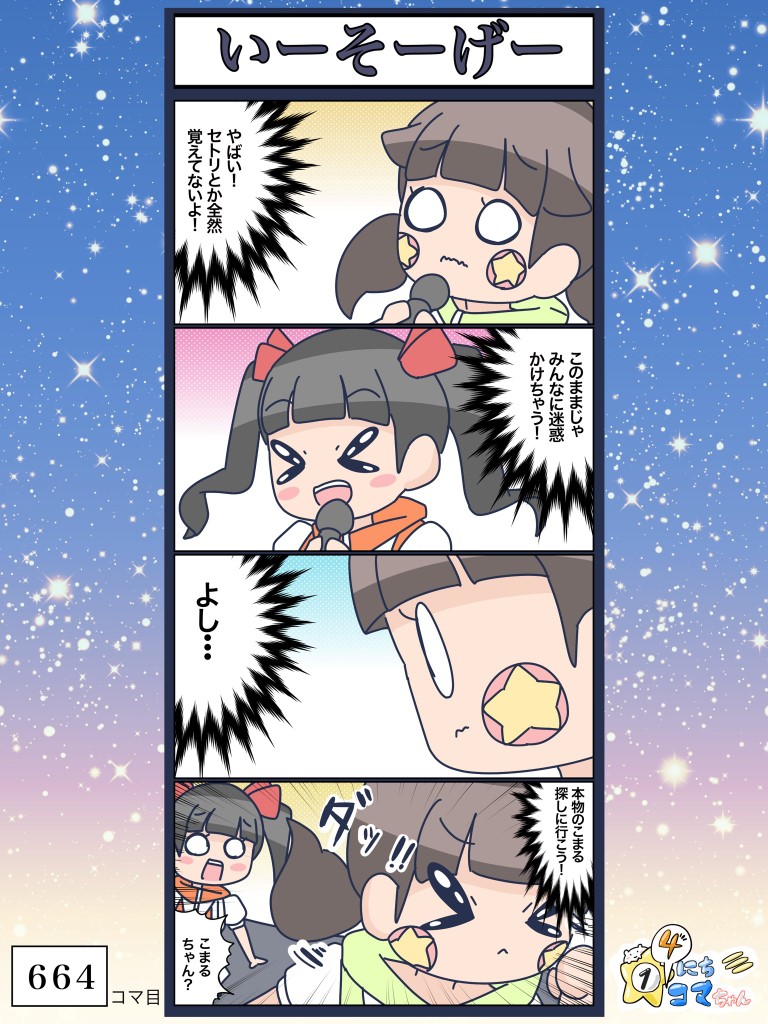 いーそーげー
やばい！
セトリとか全然
覚えてないよ！
このままじゃ
みんなに迷惑
かけちゃう！
よし…
本物のこまる
探しに行こう！
ダッ!!
こまる
ちゃん？
664
コマ目
1
4
にち
コマちゃん